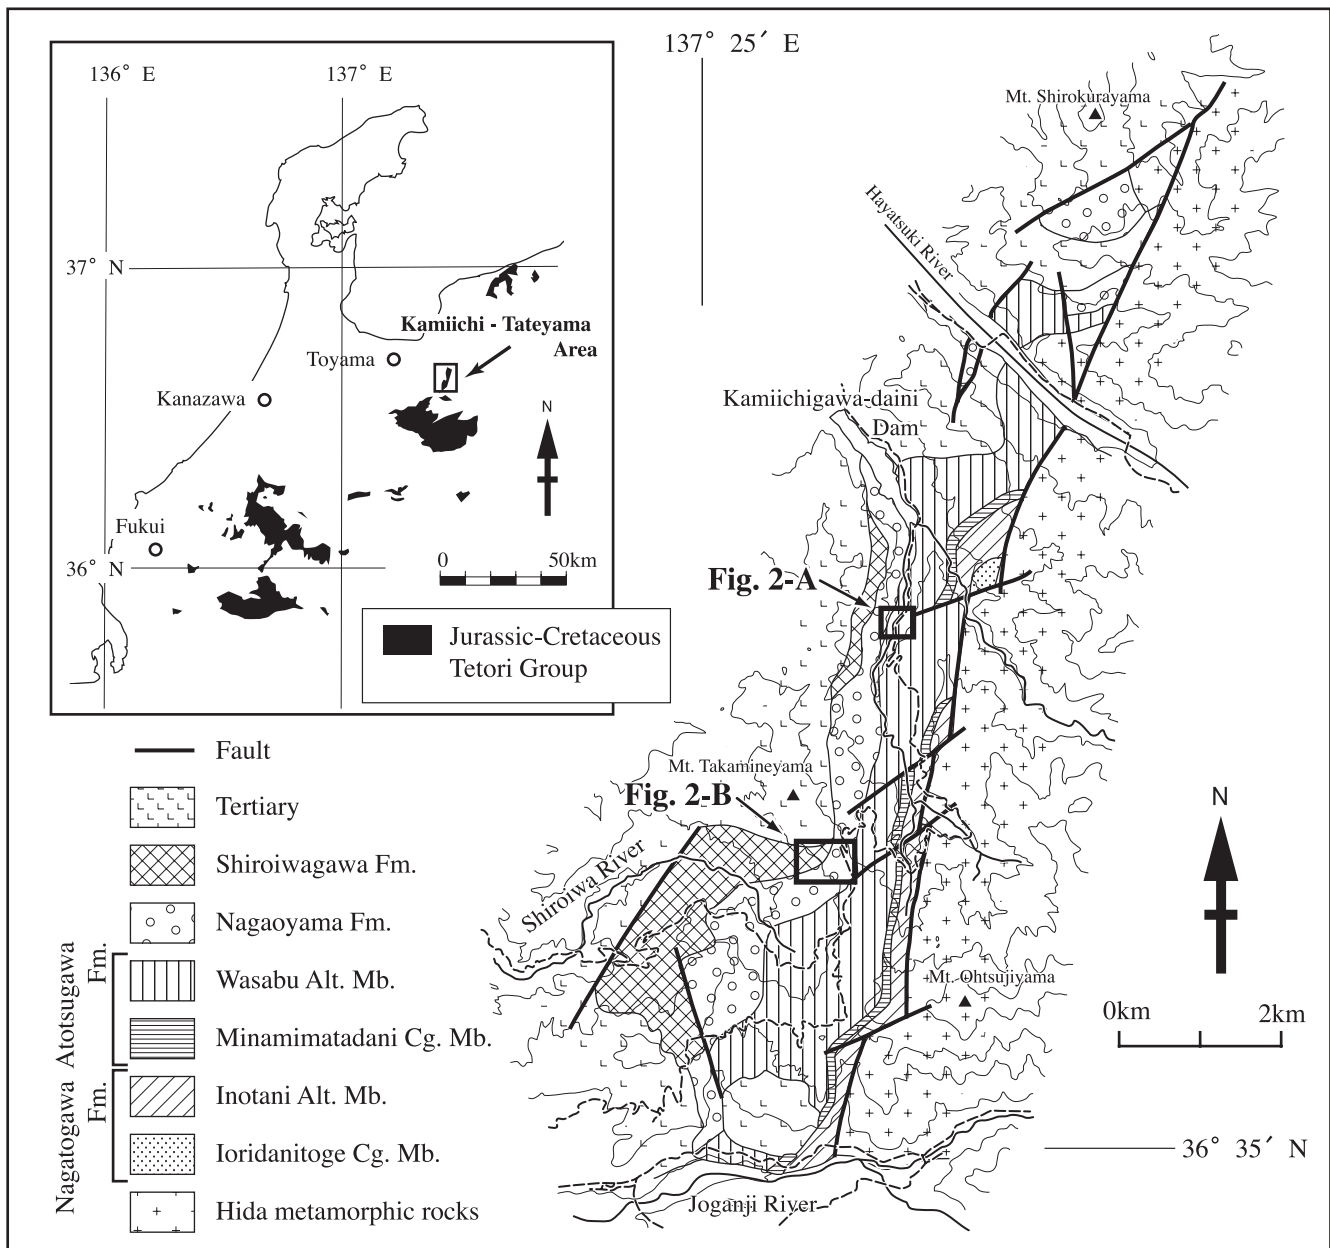 137° 25′ E
136° E
137° E
37° N
Kamiichi - Tateyama
Area
Toyama
Kanazawa
N
Fukui
0
50km
36° N
Jurassic-Cretaceous
Tetori Group
Mt. Shirokurayama
Hayatsuki River
Kamiichigawa-daini
Dam
Fig. 2-A
Mt. Takamineyama
Fig. 2-B
Shiroiwa River
Mt. Ohtsujiyama
N
0km
2km
36° 35′ N
Joganji River
Fault
Tertiary
Shiroiwagawa Fm.
Nagaoyama Fm.
Atotsugawa
Fm.
Wasabu Alt. Mb.
Minamimatadani Cg. Mb.
Nagatogawa
Fm.
Inotani Alt. Mb.
Ioridanitoge Cg. Mb.
Hida metamorphic rocks